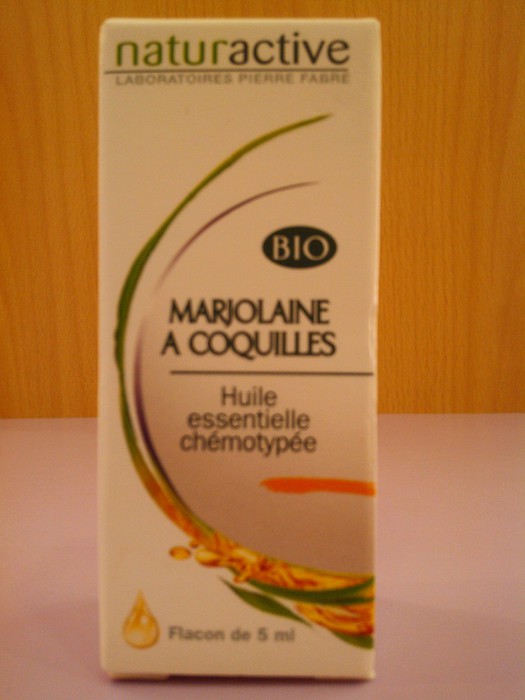 naturactive
LABORATOIRES PIERRE FABRE
BIO
MARJOLAINE
A COQUILLES
Huile
essentielle
chémotypée
Flacon de 5 ml